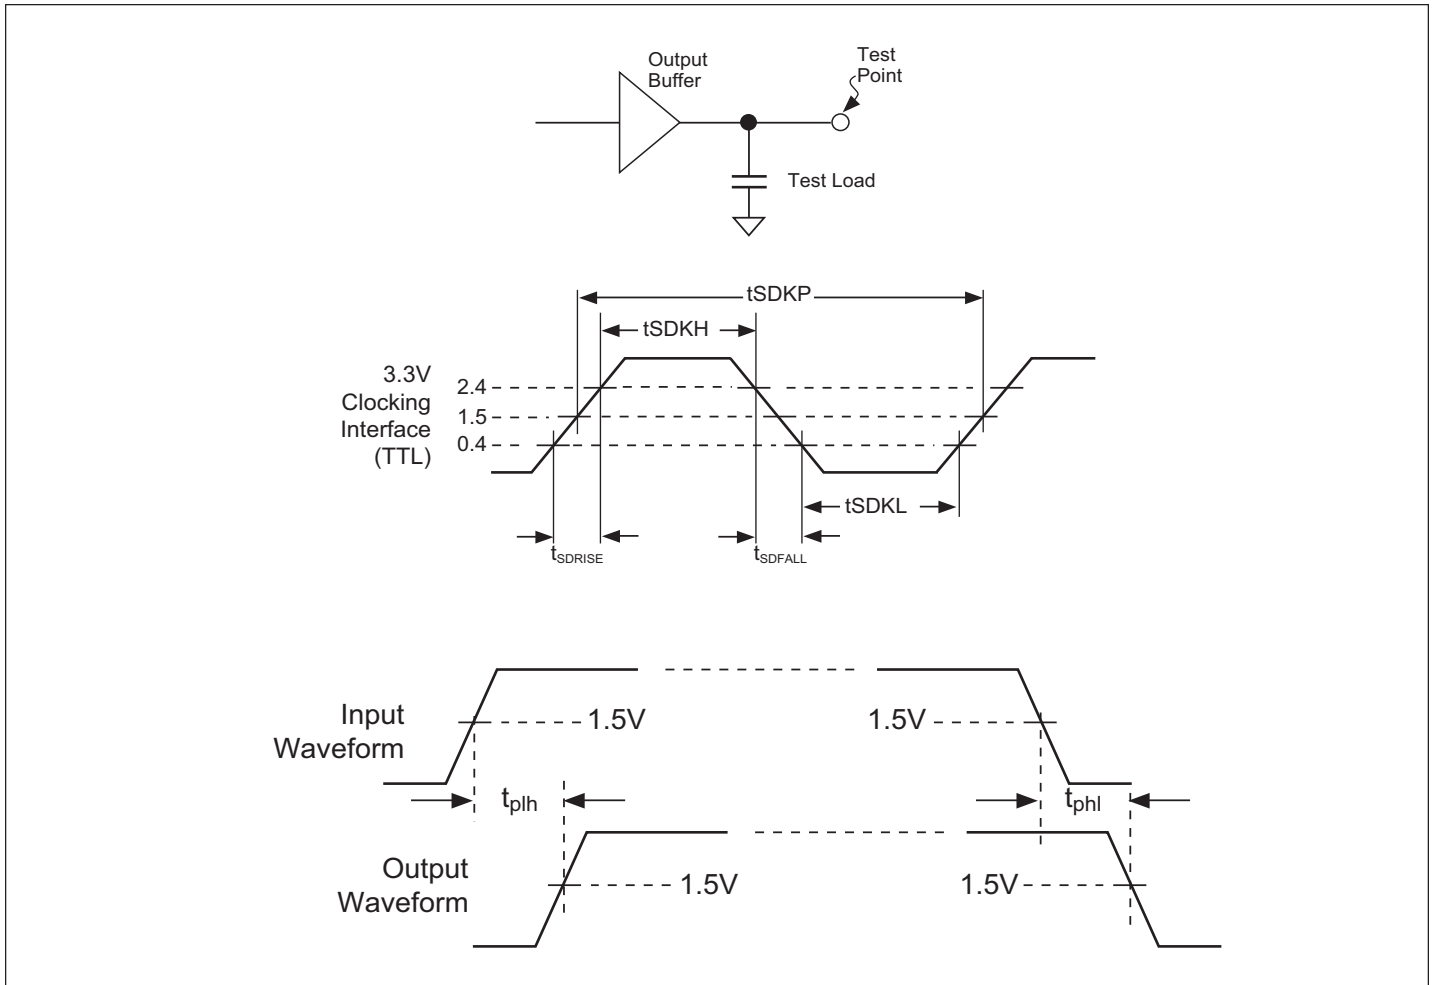 Output
Buffer
Test
Point
Test Load
tSDKP
tSDKH
3.3V
Clocking
Interface
(TTL)
2.4
1.5
0.4
tSDKL
tSDRISE
tSDFALL
Input
Waveform
1.5V
1.5V
tplh
tphl
Output
Waveform
1.5V
1.5V